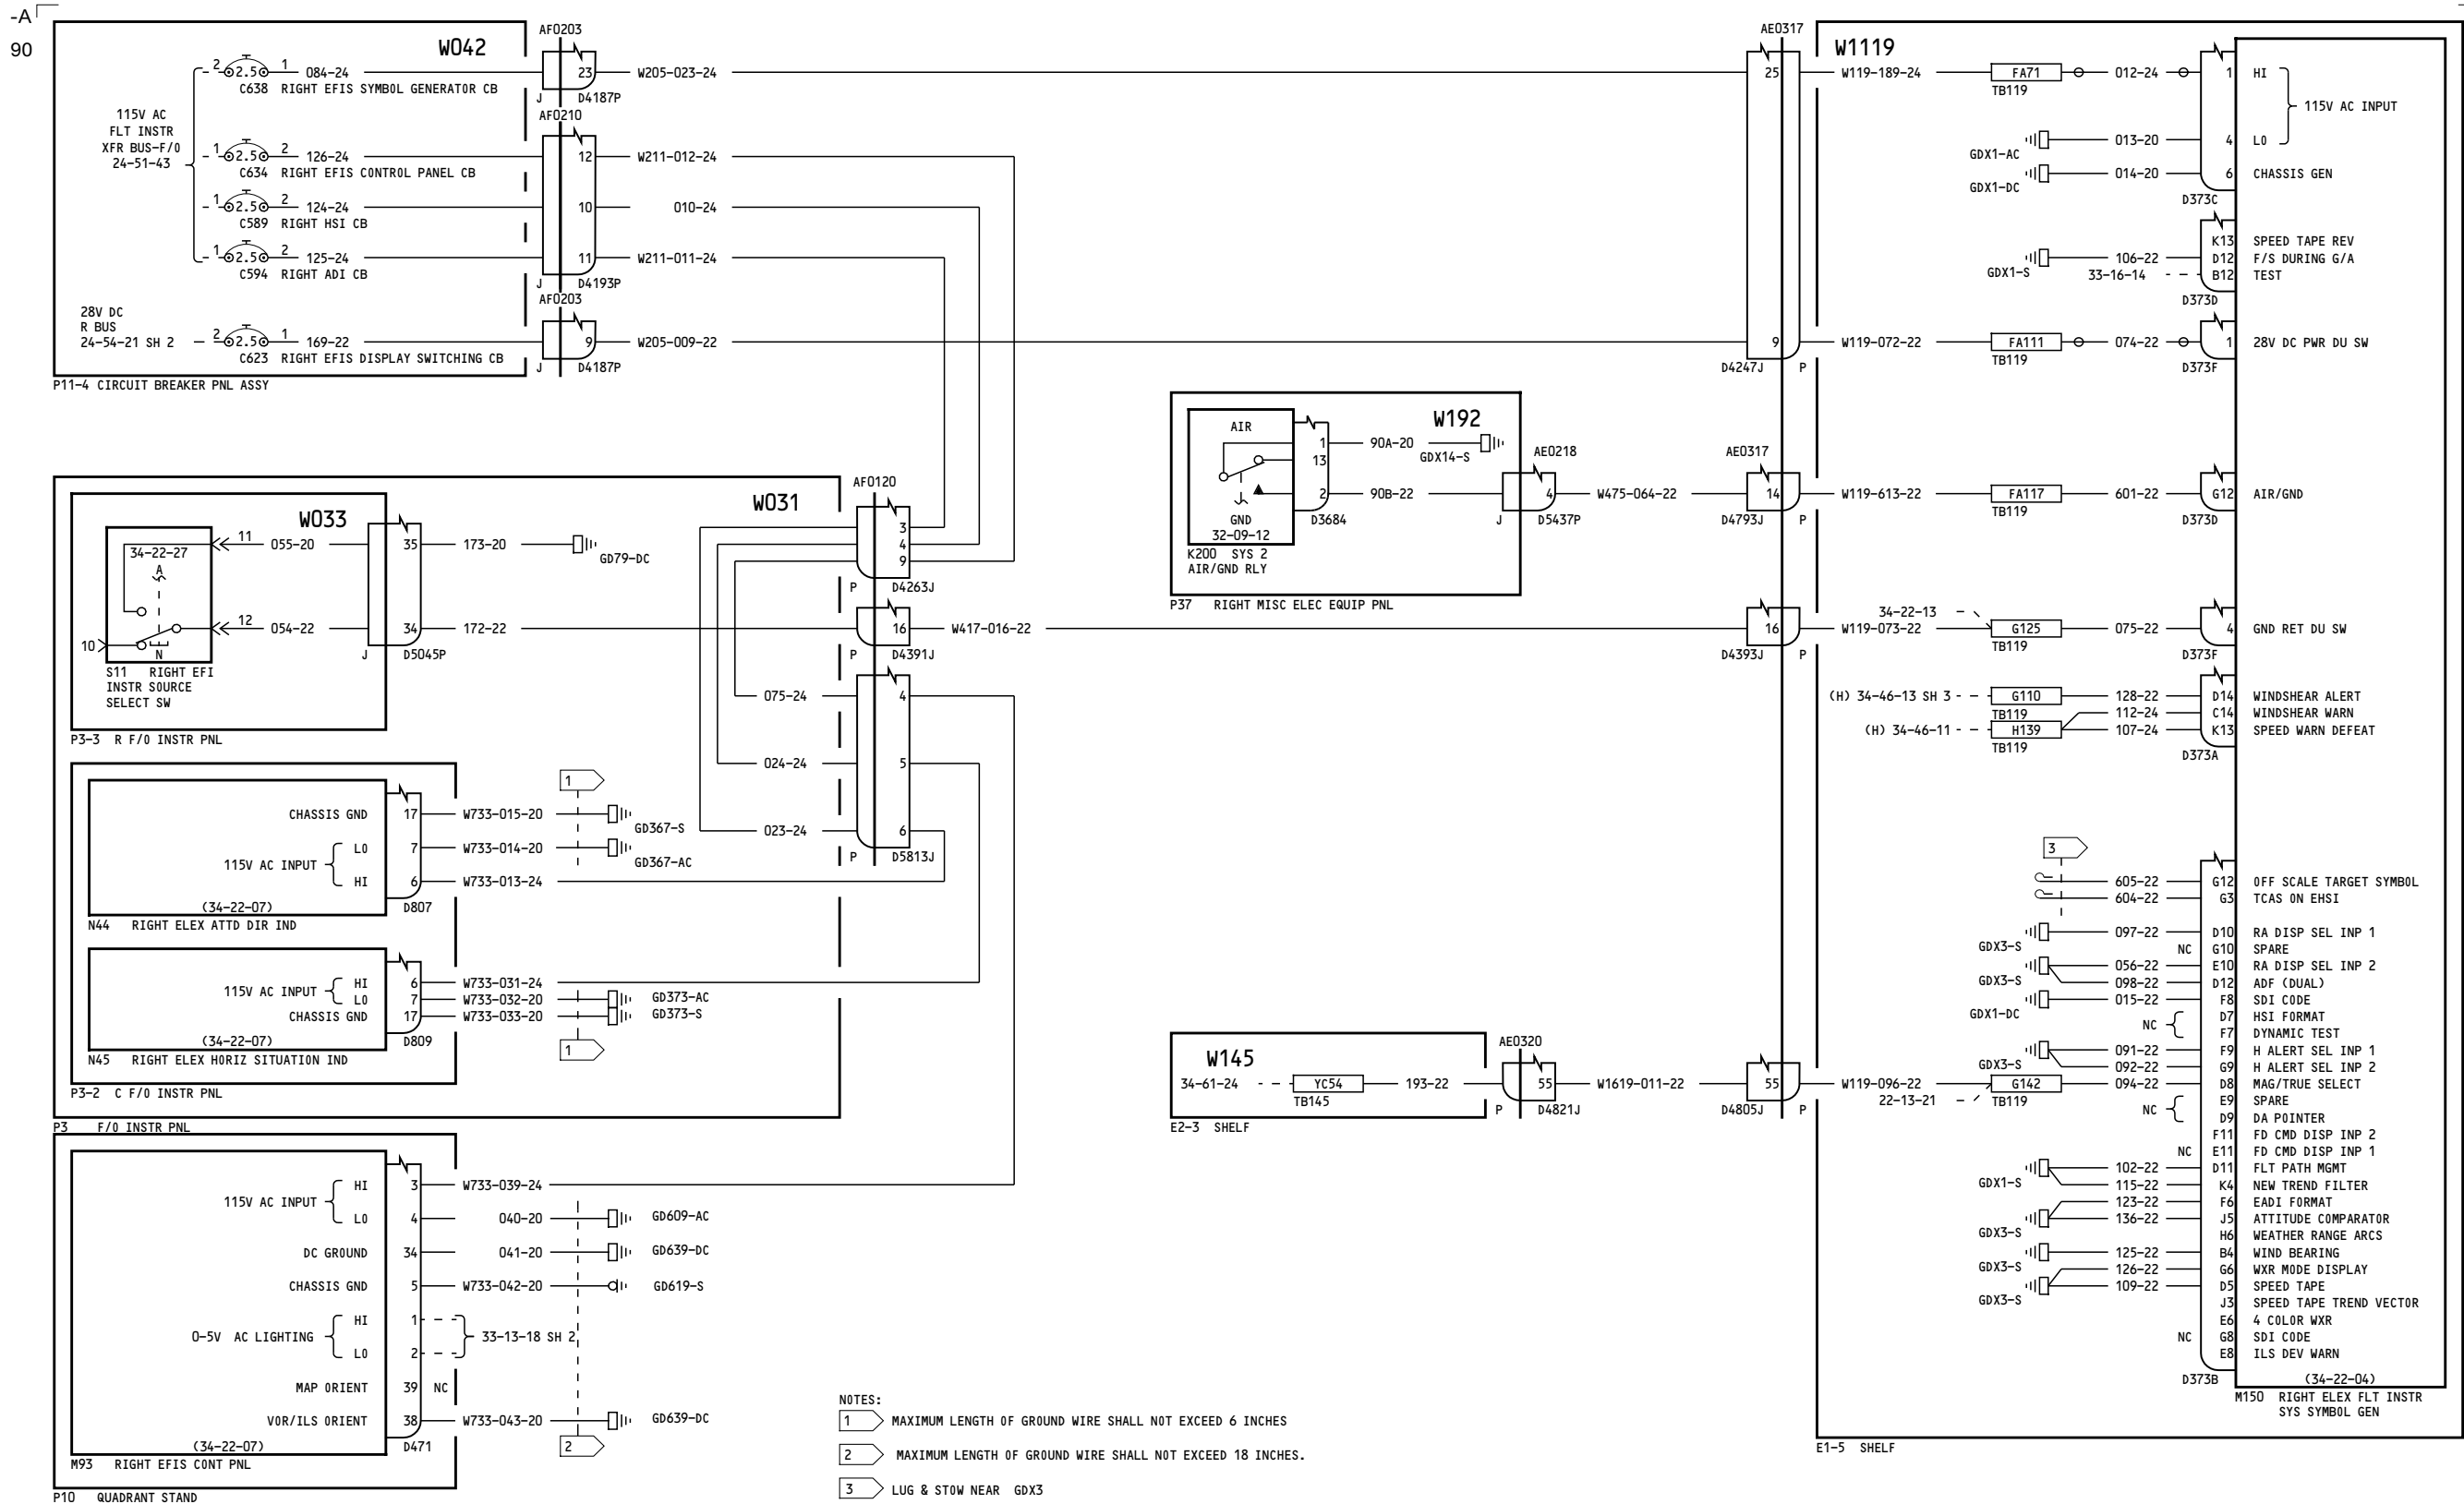 -A
90
W042
AF0203
2 2.5 1 084-24 23 W205-023-24
C638 RIGHT EFIS SYMBOL GENERATOR CB
J D4187P
115V AC
FLT INSTR
XFR BUS-F/O
24-51-43
AF0210
1 2.5 2 126-24 12 W211-012-24
C634 RIGHT EFIS CONTROL PANEL CB
1 2.5 2 124-24 10 010-24
C589 RIGHT HSI CB
1 2.5 2 125-24 11 W211-011-24
C594 RIGHT ADI CB
J D4193P
AF0203
28V DC
R BUS
24-54-21 SH 2
2 2.5 1 169-22 9 W205-009-22
C623 RIGHT EFIS DISPLAY SWITCHING CB
J D4187P
P11-4 CIRCUIT BREAKER PNL ASSY
W031
W033
34-22-27
A
N
10
11 055-20 35 173-20
GD79-DC
12 054-22 34 172-22
J D5045P
S11 RIGHT EFI
INSTR SOURCE
SELECT SW
P3-3 R F/O INSTR PNL
AF0120
3
4
9
P D4263J
16 W417-016-22
P D4391J
075-24 4
024-24 5
023-24 6
P D5813J
1
CHASSIS GND 17 W733-015-20
GD367-S
LO 7 W733-014-20
GD367-AC
115V AC INPUT
HI 6 W733-013-24
(34-22-07) D807
N44 RIGHT ELEX ATTD DIR IND
HI 6 W733-031-24
115V AC INPUT
LO 7 W733-032-20 GD373-AC
CHASSIS GND 17 W733-033-20 GD373-S
(34-22-07) D809
1
N45 RIGHT ELEX HORIZ SITUATION IND
P3-2 C F/O INSTR PNL
P3 F/O INSTR PNL
HI 3 W733-039-24
115V AC INPUT
LO 4 040-20 GD609-AC
DC GROUND 34 041-20 GD639-DC
CHASSIS GND 5 W733-042-20 GD619-S
HI 1
0-5V AC LIGHTING 33-13-18 SH 2
LO 2
MAP ORIENT 39 NC
VOR/ILS ORIENT 38 W733-043-20 GD639-DC
(34-22-07) D471
2
M93 RIGHT EFIS CONT PNL
P10 QUADRANT STAND
W192
AIR
1 90A-20
GDX14-S
13
2 90B-22
GND
32-09-12
D3684
K200 SYS 2
AIR/GND RLY
P37 RIGHT MISC ELEC EQUIP PNL
AE0218
4 W475-064-22
J D5437P
W145
34-61-24 YC54 193-22
TB145
E2-3 SHELF
AE0320
55 W1619-011-22
P D4821J
NOTES:
1 MAXIMUM LENGTH OF GROUND WIRE SHALL NOT EXCEED 6 INCHES
2 MAXIMUM LENGTH OF GROUND WIRE SHALL NOT EXCEED 18 INCHES.
3 LUG & STOW NEAR GDX3
AE0317
W1119
25 W119-189-24 FA71 012-24 1 HI
TB119
115V AC INPUT
GDX1-AC 013-20 4 LO
GDX1-DC 014-20 6 CHASSIS GEN
D373C
K13 SPEED TAPE REV
GDX1-S 106-22 D12 F/S DURING G/A
33-16-14 B12 TEST
D373D
9 W119-072-22 FA111 074-22 1 28V DC PWR DU SW
D4247J P TB119 D373F
AE0317
14 W119-613-22 FA117 601-22 G12 AIR/GND
D4793J P TB119 D373D
34-22-13
16 W119-073-22 G125 075-22 4 GND RET DU SW
D4393J P TB119 D373F
(H) 34-46-13 SH 3 G110 128-22 D14 WINDSHEAR ALERT
TB119 112-24 C14 WINDSHEAR WARN
(H) 34-46-11 H139 107-24 K13 SPEED WARN DEFEAT
TB119 D373A
3
605-22 G12 OFF SCALE TARGET SYMBOL
604-22 G3 TCAS ON EHSI
GDX3-S 097-22 D10 RA DISP SEL INP 1
NC G10 SPARE
GDX3-S 056-22 E10 RA DISP SEL INP 2
098-22 D12 ADF (DUAL)
GDX1-DC 015-22 F8 SDI CODE
NC D7 HSI FORMAT
F7 DYNAMIC TEST
GDX3-S 091-22 F9 H ALERT SEL INP 1
092-22 G9 H ALERT SEL INP 2
55 W119-096-22 G142 094-22 D8 MAG/TRUE SELECT
D4805J P 22-13-21 TB119
NC E9 SPARE
D9 DA POINTER
F11 FD CMD DISP INP 2
NC E11 FD CMD DISP INP 1
GDX1-S 102-22 D11 FLT PATH MGMT
115-22 K4 NEW TREND FILTER
123-22 F6 EADI FORMAT
GDX3-S 136-22 J5 ATTITUDE COMPARATOR
H6 WEATHER RANGE ARCS
GDX3-S 125-22 B4 WIND BEARING
126-22 G6 WXR MODE DISPLAY
GDX3-S 109-22 D5 SPEED TAPE
J3 SPEED TAPE TREND VECTOR
E6 4 COLOR WXR
NC G8 SDI CODE
E8 ILS DEV WARN
D373B (34-22-04)
M150 RIGHT ELEX FLT INSTR
SYS SYMBOL GEN
E1-5 SHELF